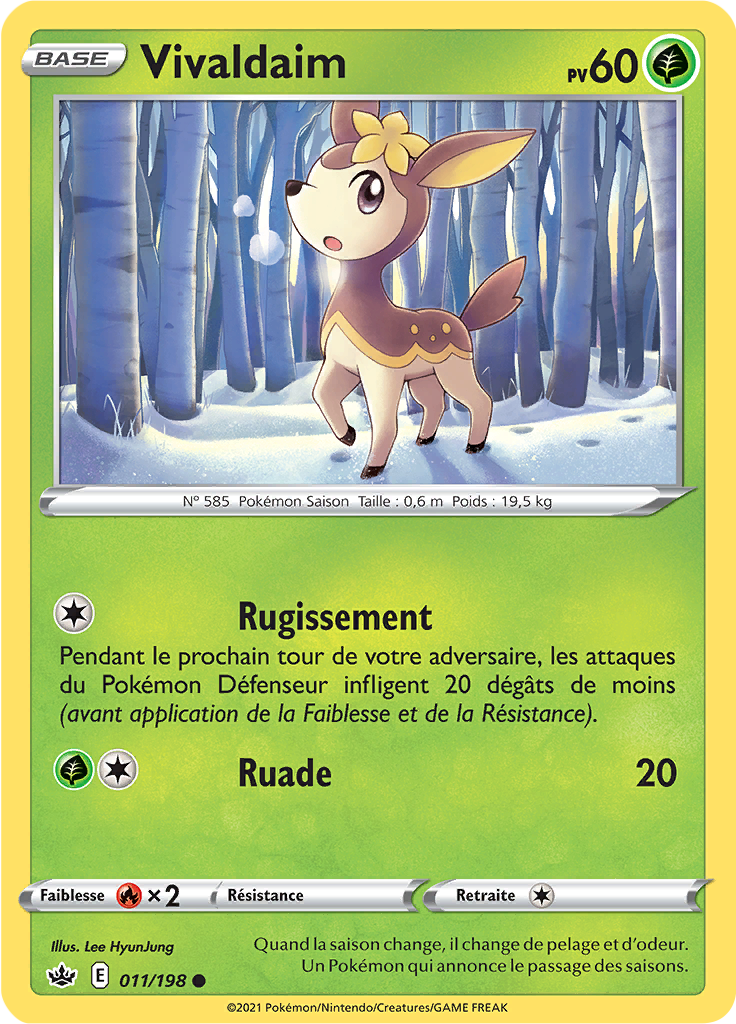 BASE Vivaldaim PV60
N° 585 Pokémon Saison Taille : 0,6 m Poids : 19,5 kg
Rugissement
Pendant le prochain tour de votre adversaire, les attaques
du Pokémon Défenseur infligent 20 dégâts de moins
(avant application de la Faiblesse et de la Résistance).
Ruade 20
Faiblesse ×2 Résistance Retraite
Illus. Lee HyunJung
Quand la saison change, il change de pelage et d'odeur.
Un Pokémon qui annonce le passage des saisons.
E 011/198
©2021 Pokémon/Nintendo/Creatures/GAME FREAK